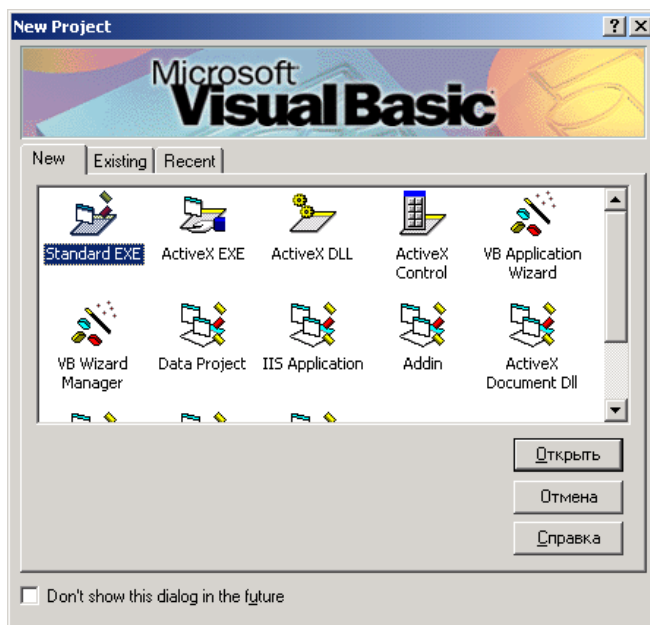 New Project
Microsoft
Visual Basic
New Existing Recent
Standard EXE ActiveX EXE ActiveX DLL ActiveX Control VB Application Wizard
VB Wizard Manager Data Project IIS Application Addin ActiveX Document Dll
Открыть
Отмена
Справка
Don't show this dialog in the future